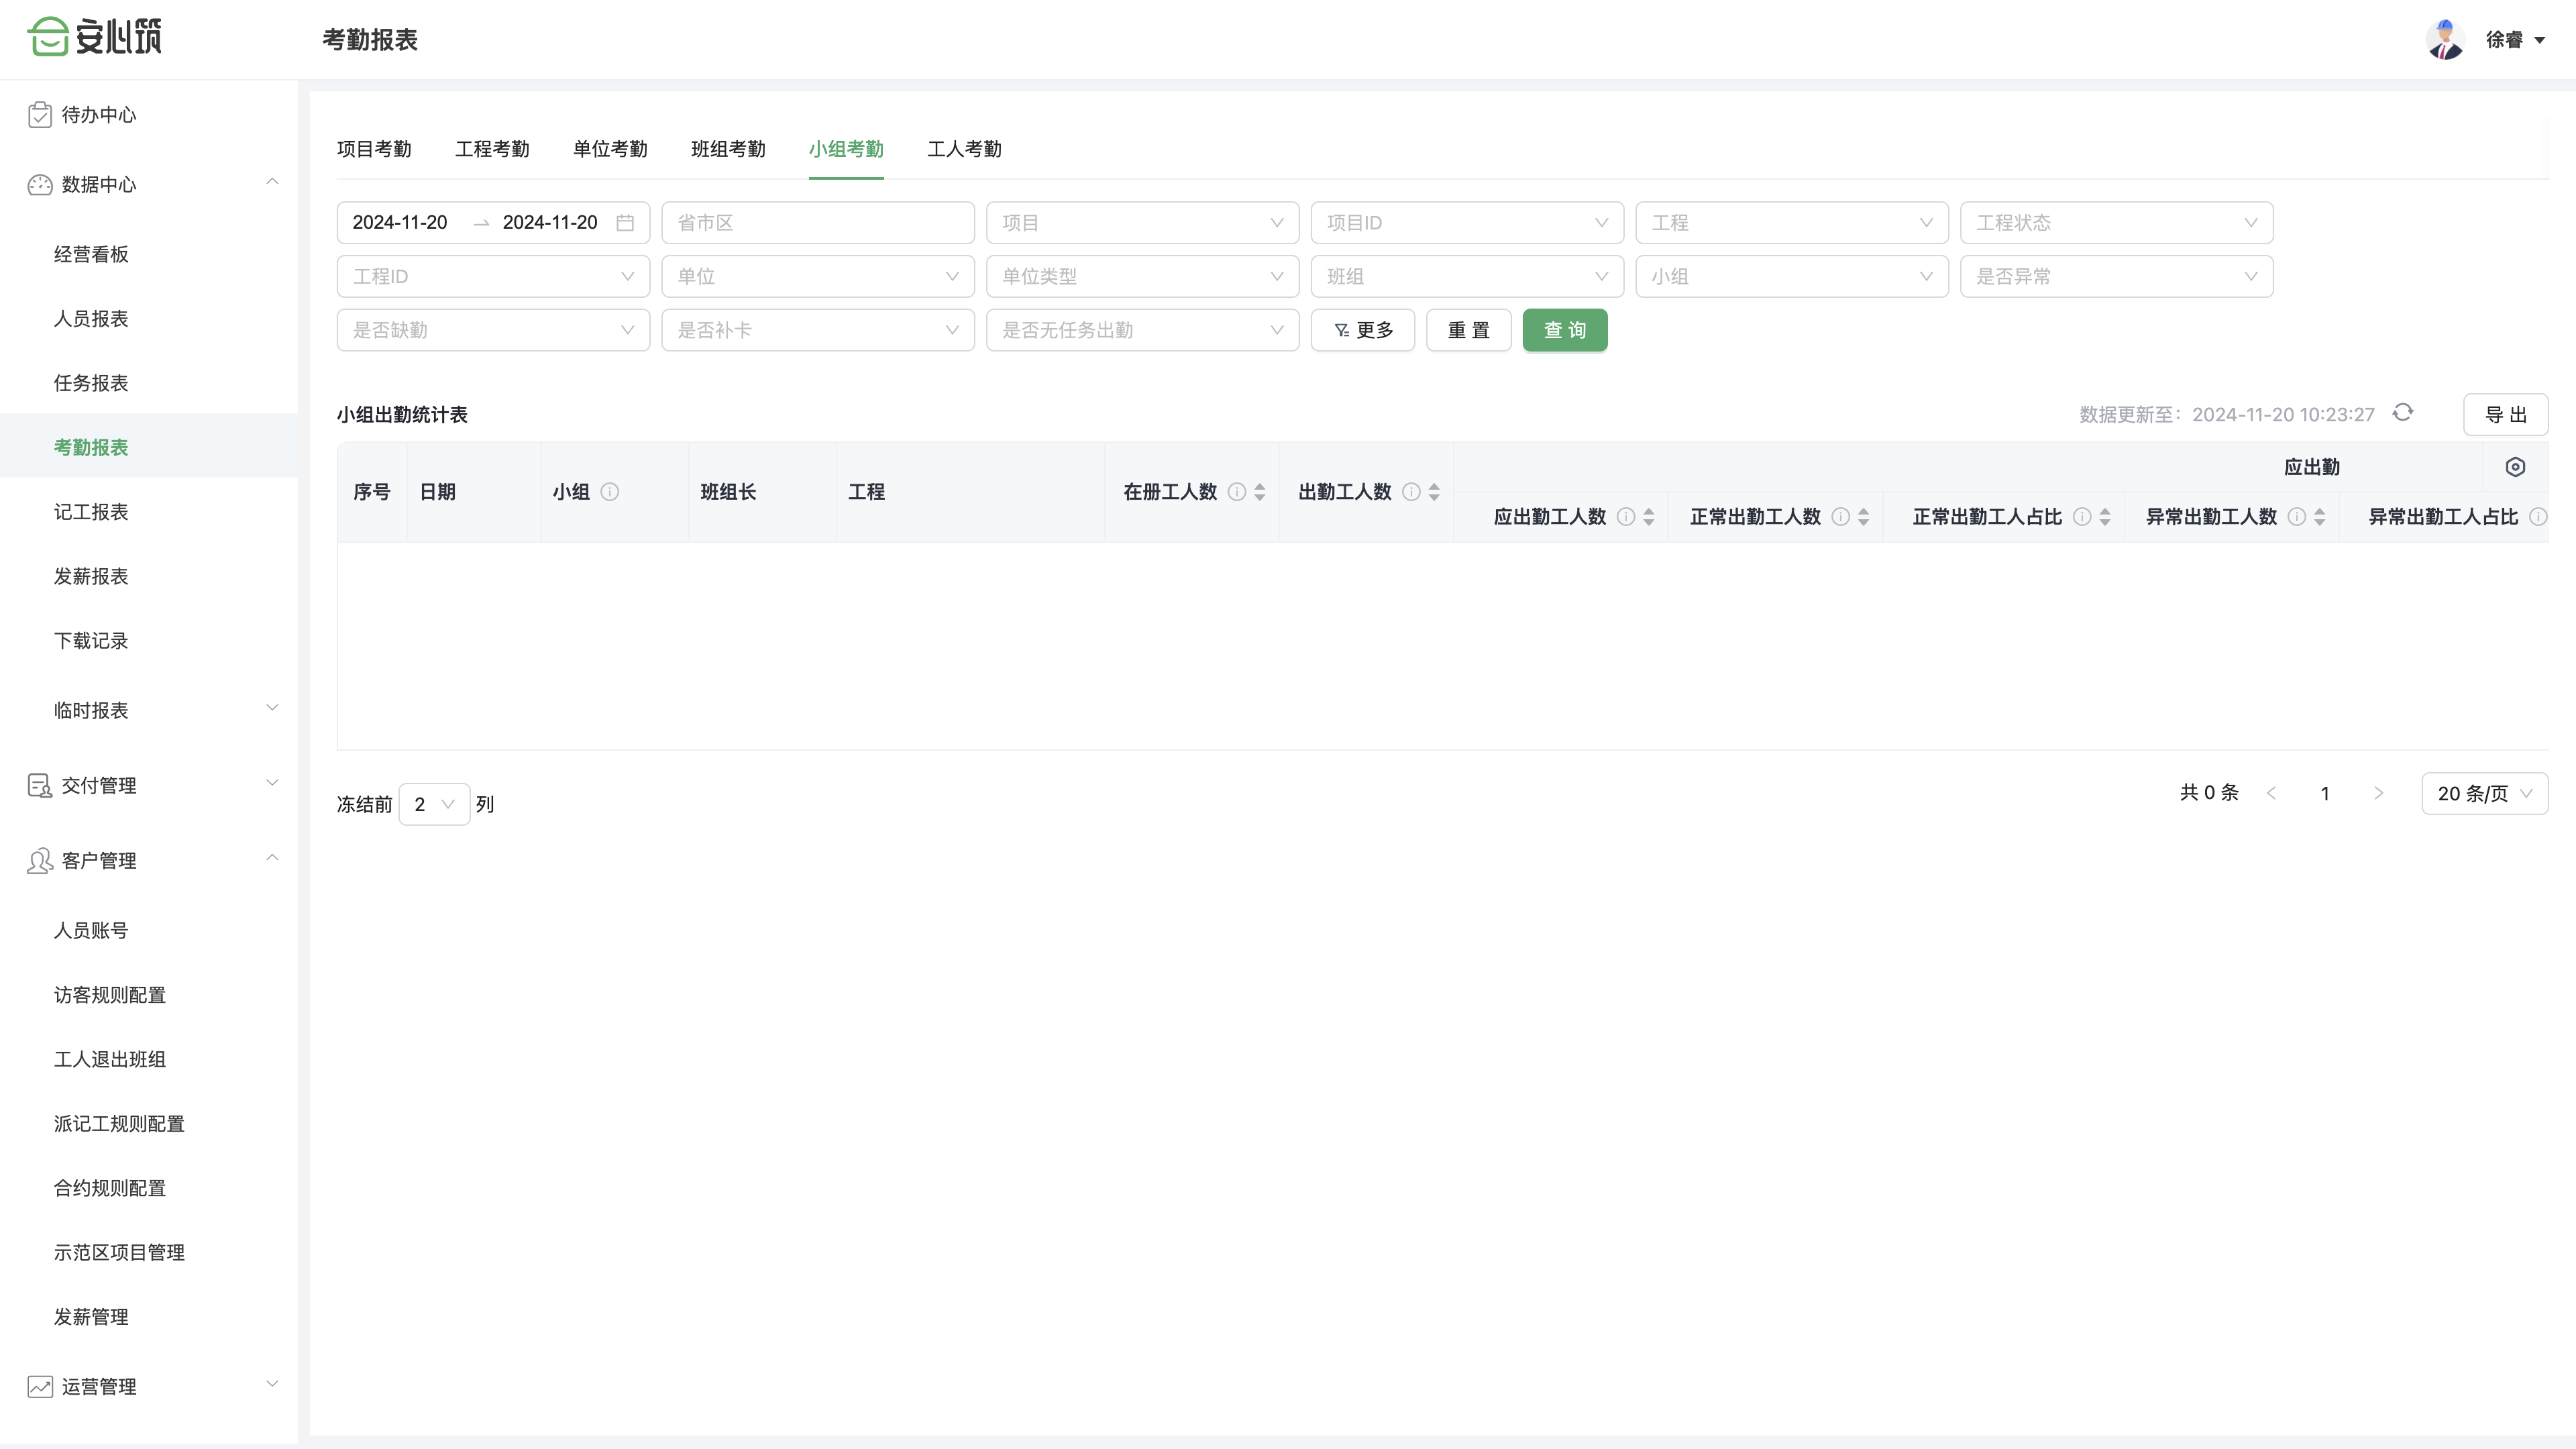 安心筑
考勤报表
徐睿
待办中心
数据中心
经营看板
人员报表
任务报表
考勤报表
记工报表
发薪报表
下载记录
临时报表
交付管理
客户管理
人员账号
访客规则配置
工人退出班组
派记工规则配置
合约规则配置
示范区项目管理
发薪管理
运营管理
项目考勤 工程考勤 单位考勤 班组考勤 小组考勤 工人考勤
2024-11-20 → 2024-11-20 省市区 项目 项目ID 工程 工程状态
工程ID 单位 单位类型 班组 小组 是否异常
是否缺勤 是否补卡 是否无任务出勤 更多 重置 查询
小组出勤统计表 数据更新至：2024-11-20 10:23:27 导出
应出勤
序号 日期 小组 班组长 工程 在册工人数 出勤工人数
应出勤工人数 正常出勤工人数 正常出勤工人占比 异常出勤工人数 异常出勤工人占比
冻结前 2 列 共 0 条 < 1 > 20 条/页